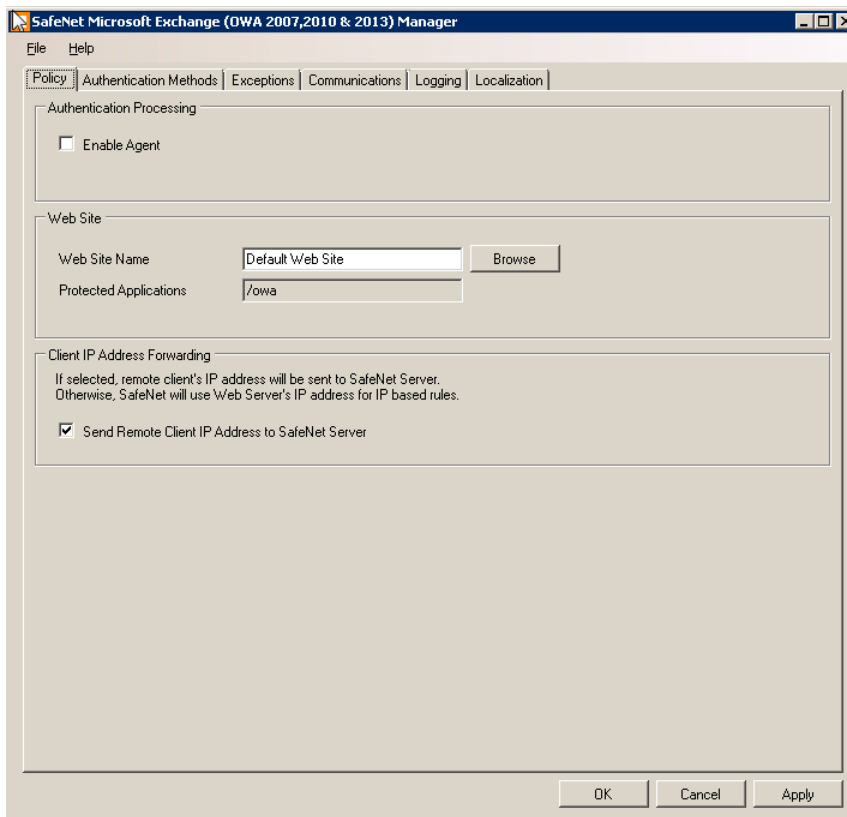 SafeNet Microsoft Exchange (OWA 2007,2010 & 2013) Manager
File Help
Policy Authentication Methods Exceptions Communications Logging Localization
Authentication Processing
Enable Agent
Web Site
Web Site Name Default Web Site Browse
Protected Applications /owa
Client IP Address Forwarding
If selected, remote client's IP address will be sent to SafeNet Server.
Otherwise, SafeNet will use Web Server's IP address for IP based rules.
Send Remote Client IP Address to SafeNet Server
OK Cancel Apply